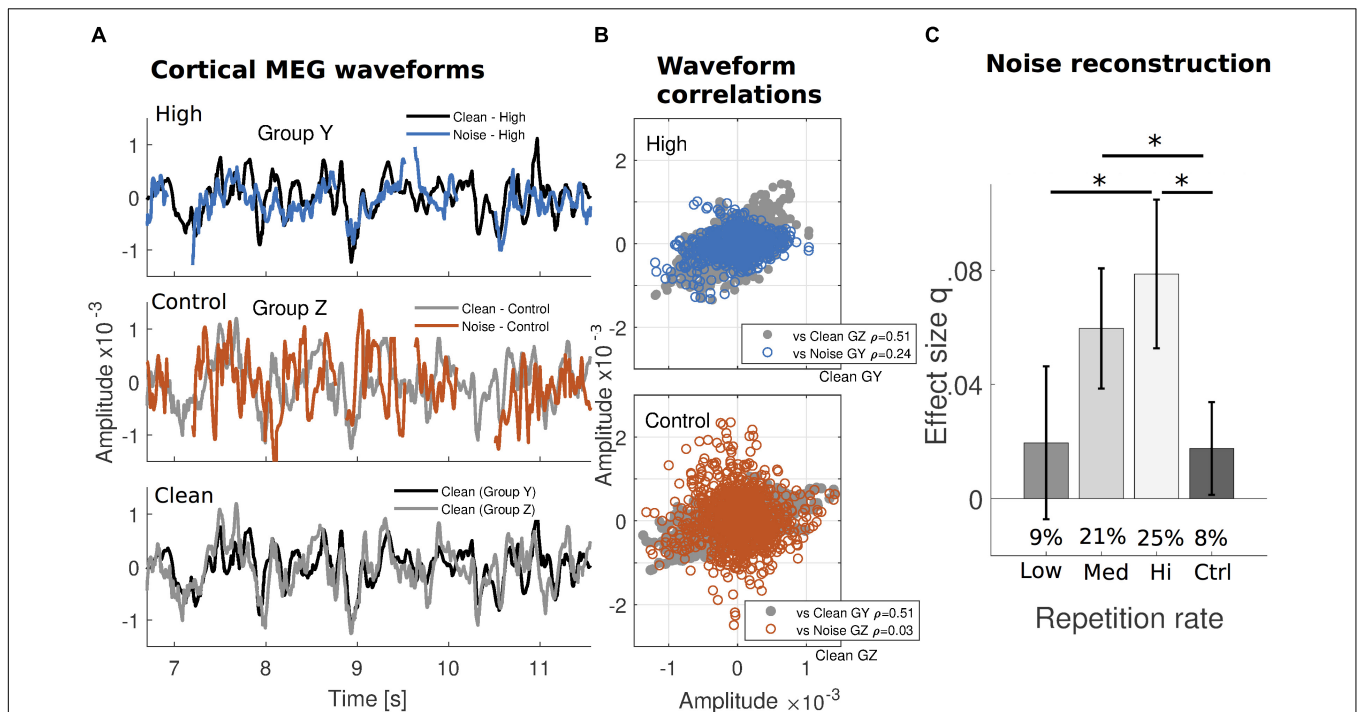 A
Cortical MEG waveforms
High
Group Y
Clean - High
Noise - High
1
0
-1
Control
Group Z
Clean - Control
Noise - Control
1
0
-1
Amplitude x10⁻³
Clean
Clean (Group Y)
Clean (Group Z)
1
0
-1
7 8 9 10 11
Time [s]
B
Waveform
correlations
High
2
0
-2
vs Clean GZ ρ=0.51
vs Noise GY ρ=0.24
Clean GY
Amplitude ×10⁻³
Control
2
0
-2
vs Clean GY ρ=0.51
vs Noise GZ ρ=0.03
Clean GZ
-1 0 1
Amplitude ×10⁻³
C
Noise reconstruction
*
* *
Effect size q
.08
.04
0
9% 21% 25% 8%
Low Med Hi Ctrl
Repetition rate